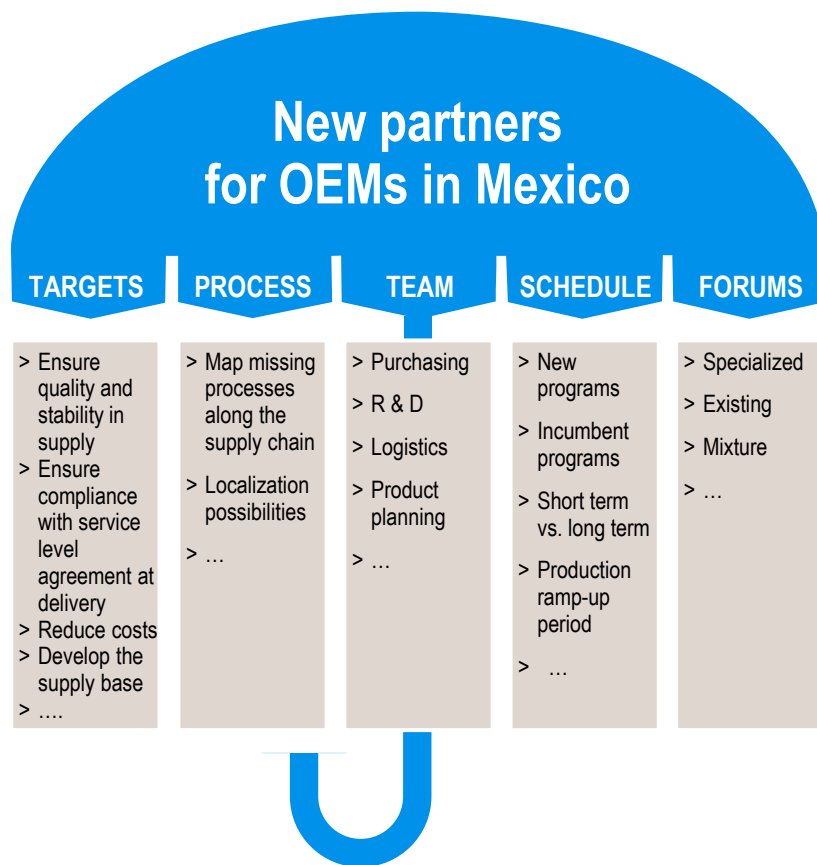 New partners
for OEMs in Mexico
TARGETS
PROCESS
TEAM
SCHEDULE
FORUMS
> Ensure
quality and
stability in
supply
> Ensure
compliance
with service
level
agreement at
delivery
> Reduce costs
> Develop the
supply base
> ….
> Map missing
processes
along the
supply chain
> Localization
possibilities
> …
> Purchasing
> R & D
> Logistics
> Product
planning
> …
> New
programs
> Incumbent
programs
> Short term
vs. long term
> Production
ramp-up
period
> …
> Specialized
> Existing
> Mixture
> …